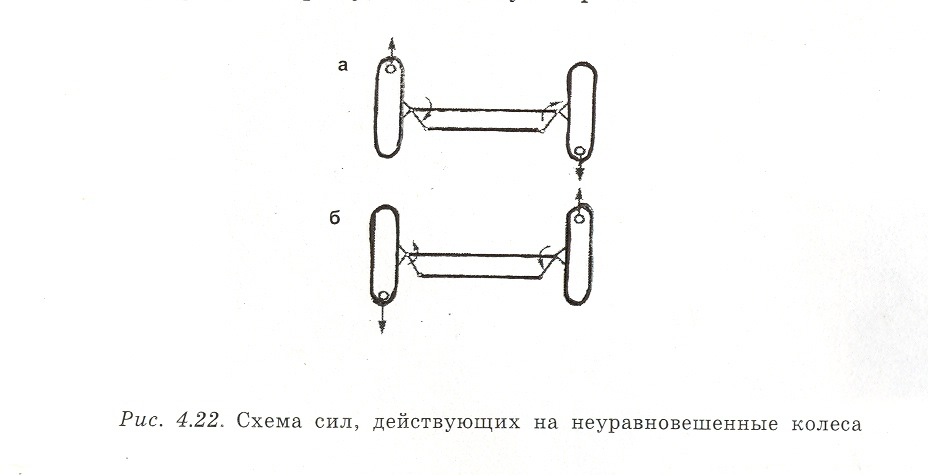 а
б
Рис. 4.22. Схема сил, действующих на неуравновешенные колеса